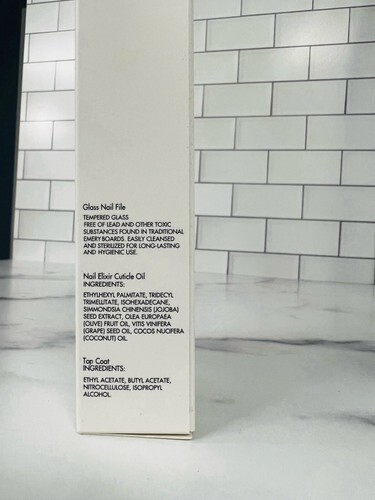 Glass Nail File
TEMPERED GLASS
FREE OF LEAD AND OTHER TOXIC
SUBSTANCES FOUND IN TRADITIONAL
EMERY BOARDS. EASILY CLEANSED
AND STERILIZED FOR LONG-LASTING
AND HYGIENIC USE.
Nail Elixir Cuticle Oil
INGREDIENTS:
ETHYLHEXYL PALMITATE, TRIDECYL
TRIMELLITATE, ISOHEXADECANE,
SIMMONDSIA CHINENSIS (JOJOBA)
SEED EXTRACT, OLEA EUROPAEA
(OLIVE) FRUIT OIL, VITIS VINIFERA
(GRAPE) SEED OIL, COCOS NUCIFERA
(COCONUT) OIL.
Top Coat
INGREDIENTS:
ETHYL ACETATE, BUTYL ACETATE,
NITROCELLULOSE, ISOPROPYL
ALCOHOL.